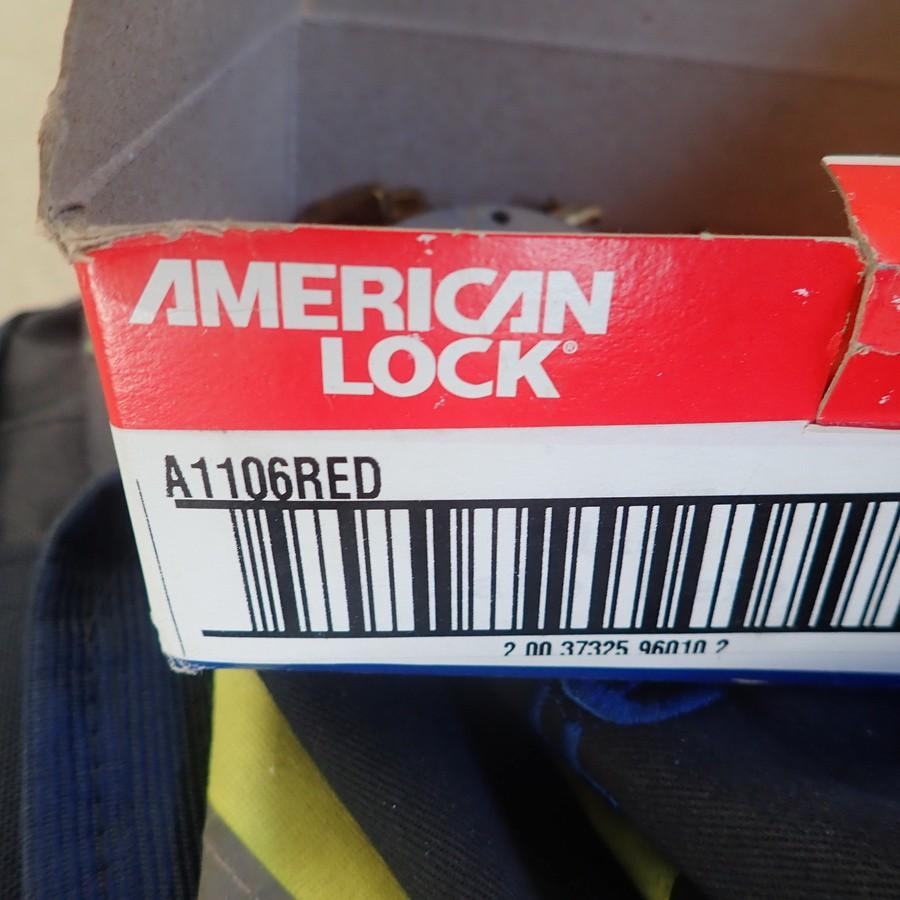 AMERICAN
LOCK®
A1106RED
2 00 37325 96010 2